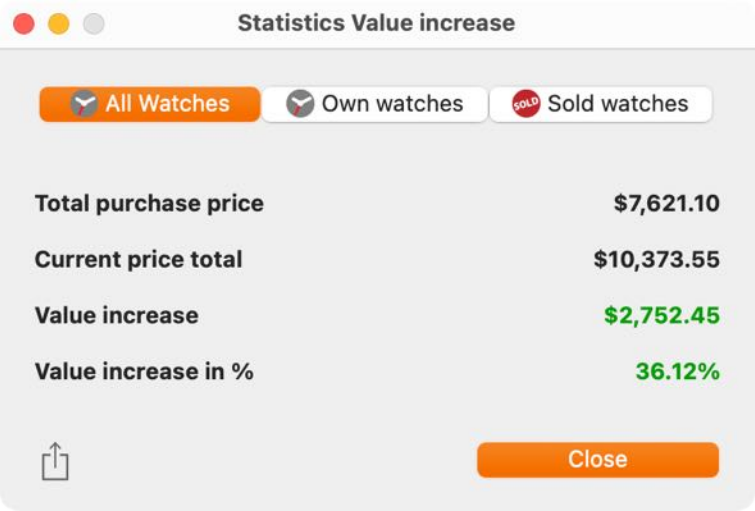 Statistics Value increase
All Watches Own watches SOLD Sold watches
Total purchase price $7,621.10
Current price total $10,373.55
Value increase $2,752.45
Value increase in % 36.12%
Close